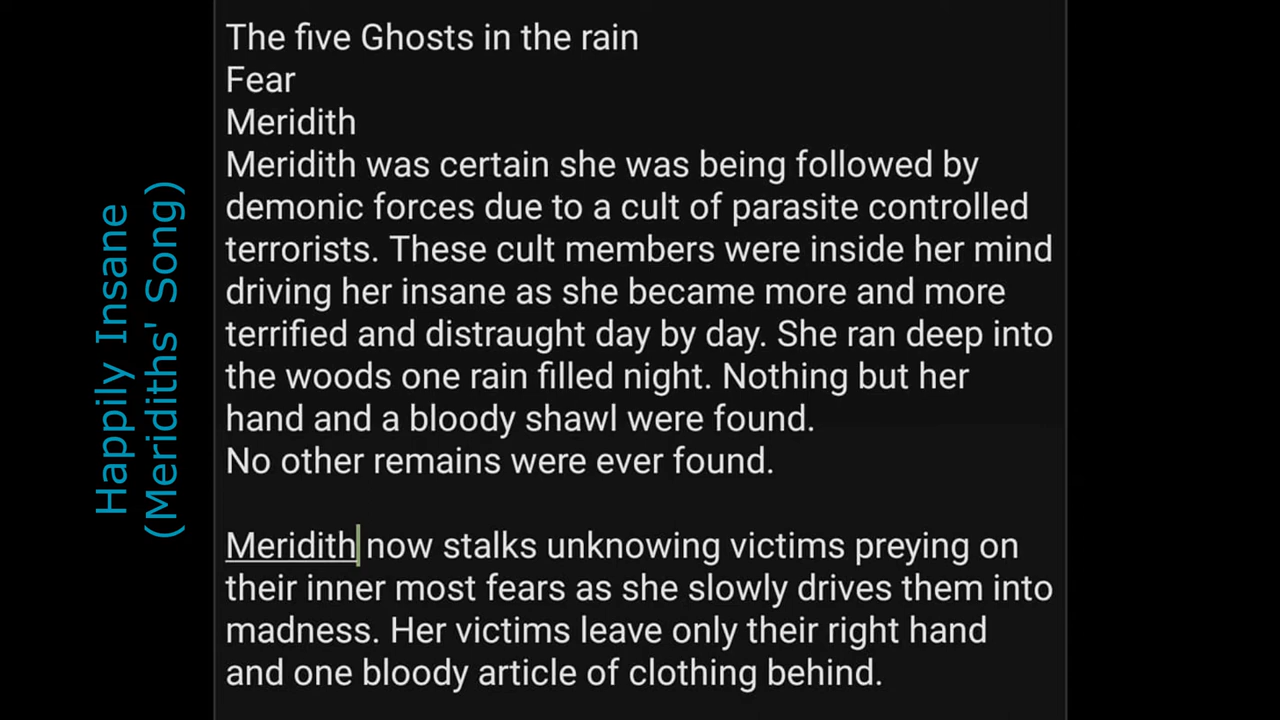 Happily Insane
(Meridiths' Song)
The five Ghosts in the rain
Fear
Meridith
Meridith was certain she was being followed by
demonic forces due to a cult of parasite controlled
terrorists. These cult members were inside her mind
driving her insane as she became more and more
terrified and distraught day by day. She ran deep into
the woods one rain filled night. Nothing but her
hand and a bloody shawl were found.
No other remains were ever found.
Meridith now stalks unknowing victims preying on
their inner most fears as she slowly drives them into
madness. Her victims leave only their right hand
and one bloody article of clothing behind.